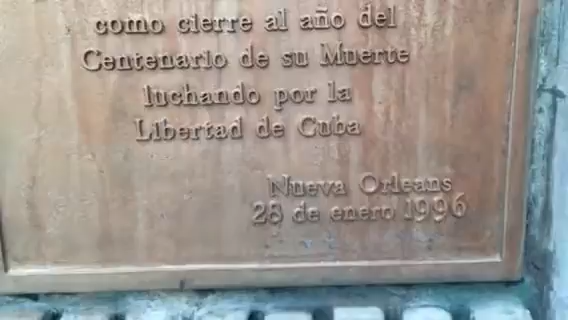 como cierre al año del
Centenario de su Muerte
luchando por la
Libertad de Cuba
Nueva Orleans
28 de enero 1996